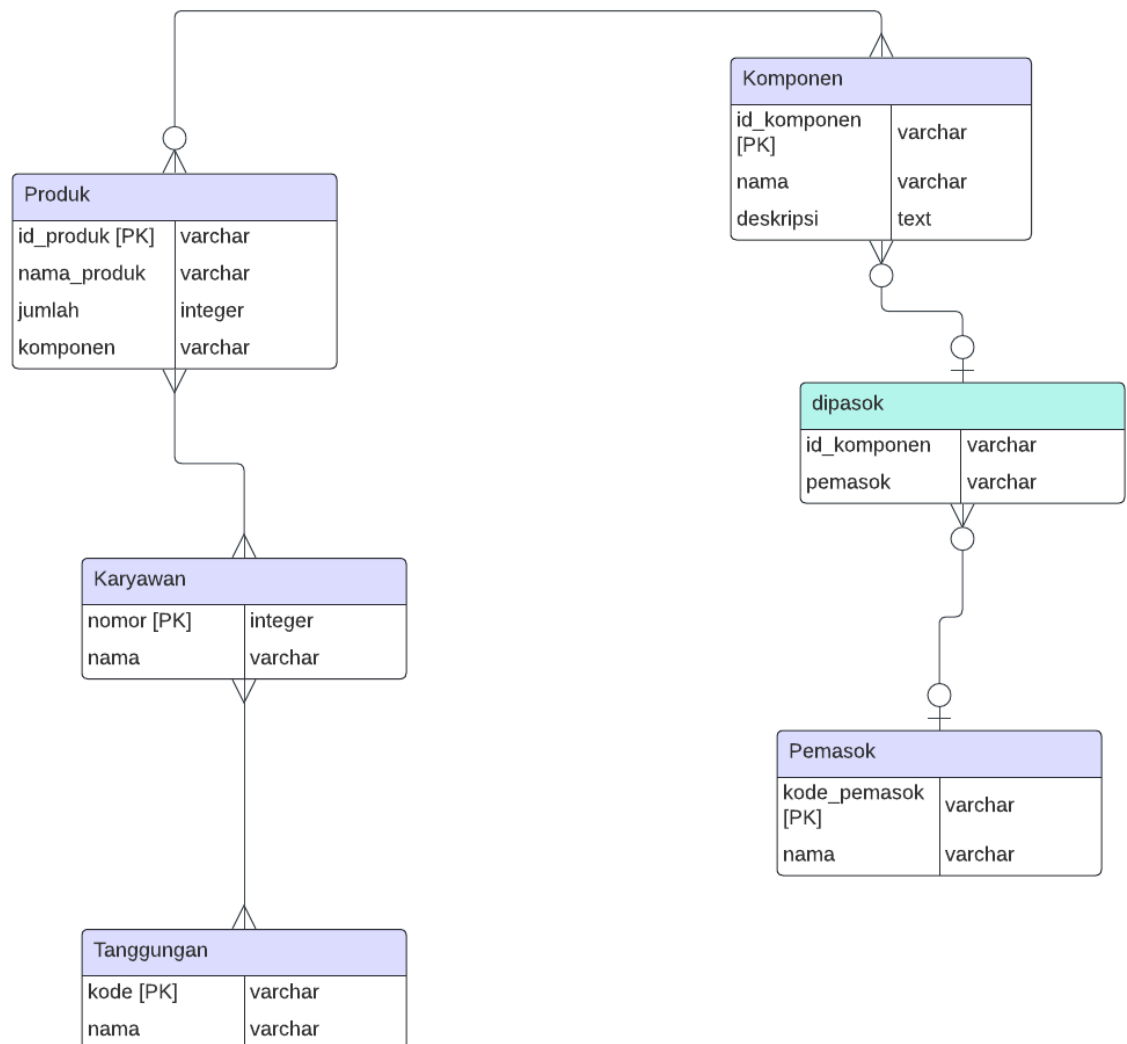 Komponen
id_komponen
[PK]
varchar
nama
varchar
deskripsi
text
Produk
id_produk [PK]
varchar
nama_produk
varchar
jumlah
integer
komponen
varchar
dipasok
id_komponen
varchar
pemasok
varchar
Karyawan
nomor [PK]
integer
nama
varchar
Pemasok
kode_pemasok
[PK]
varchar
nama
varchar
Tanggungan
kode [PK]
varchar
nama
varchar